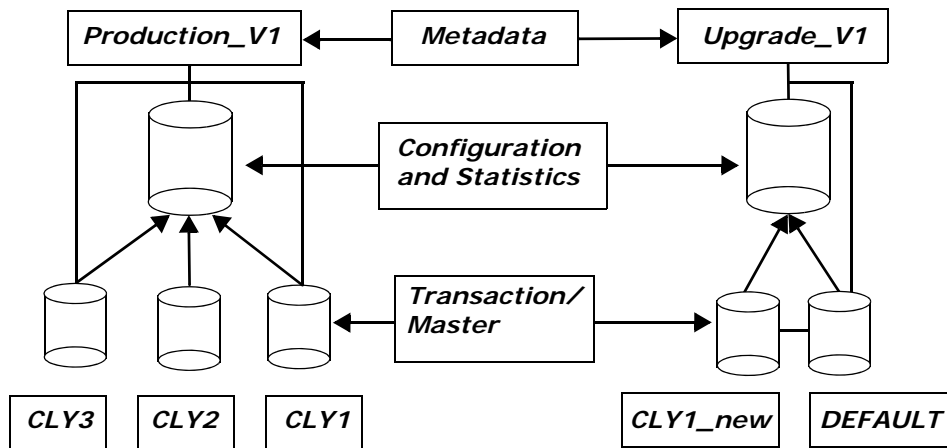 Production_V1
Metadata
Upgrade_V1
Configuration
and Statistics
Transaction/
Master
CLY3
CLY2
CLY1
CLY1_new
DEFAULT